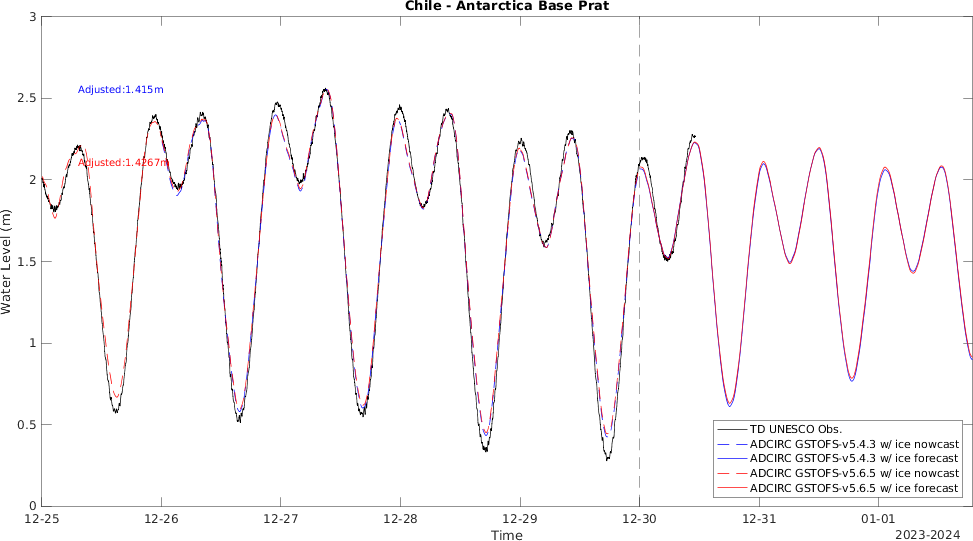 Chile - Antarctica Base Prat
3
2.5
2
1.5
1
0.5
0
Water Level (m)
Adjusted:1.415m
Adjusted:1.4267m
TD UNESCO Obs.
ADCIRC GSTOFS-v5.4.3 w/ ice nowcast
ADCIRC GSTOFS-v5.4.3 w/ ice forecast
ADCIRC GSTOFS-v5.6.5 w/ ice nowcast
ADCIRC GSTOFS-v5.6.5 w/ ice forecast
12-25 12-26 12-27 12-28 12-29 12-30 12-31 01-01
Time
2023-2024